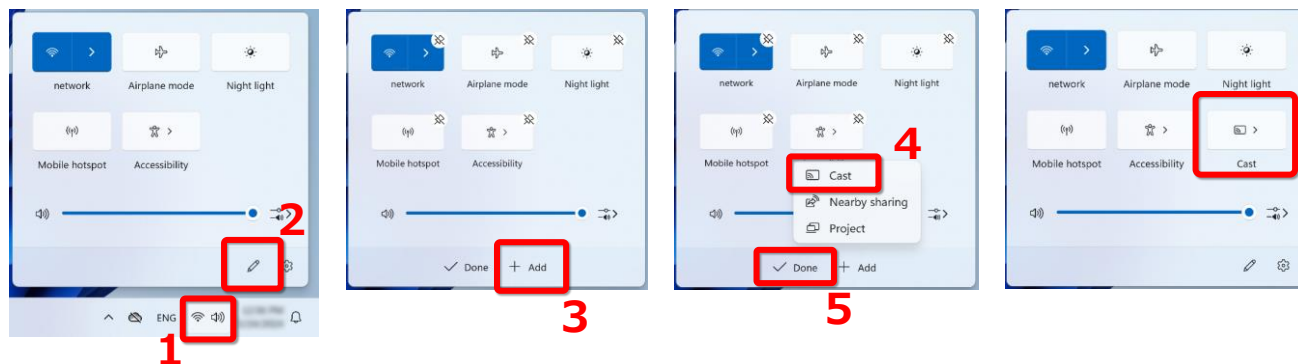 network Airplane mode Night light
Mobile hotspot Accessibility
2
ENG
1
network Airplane mode Night light
Mobile hotspot Accessibility
Done + Add
3
network Airplane mode Night light
4
Mobile hotspot
Cast
Nearby sharing
Project
Done + Add
5
network Airplane mode Night light
Mobile hotspot Accessibility Cast